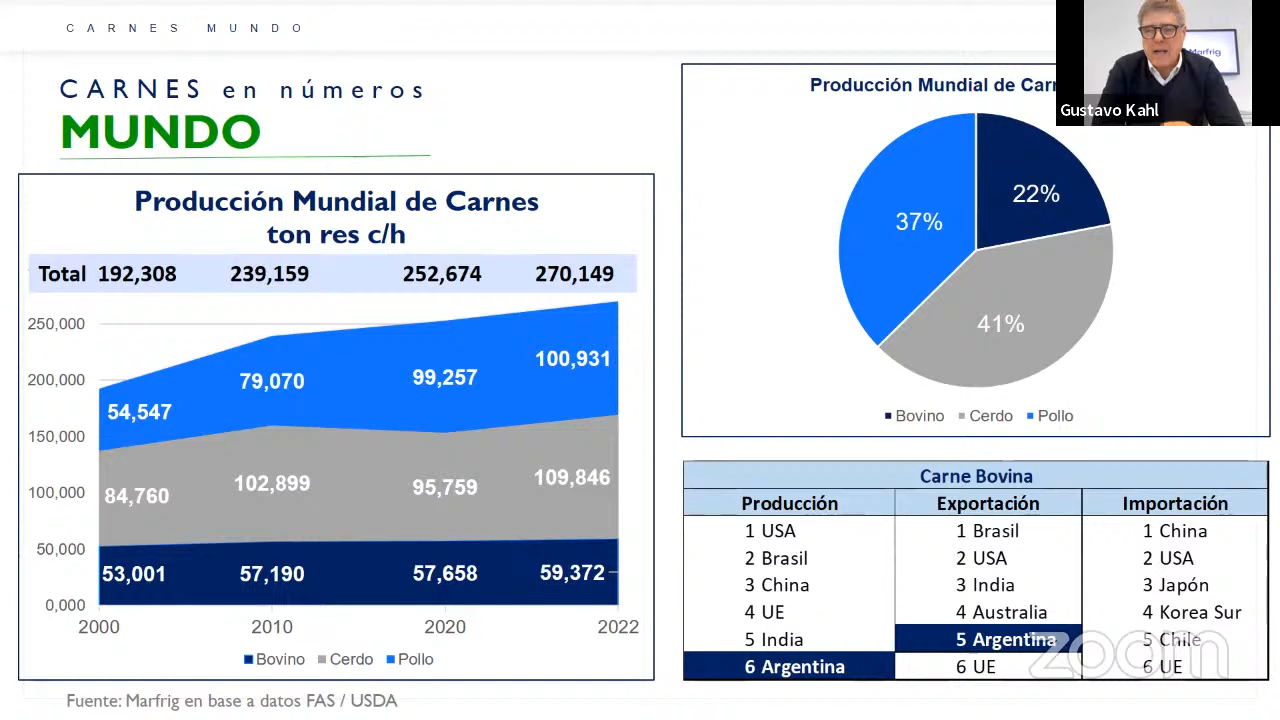 CARNES MUNDO
CARNES en números
MUNDO
Producción Mundial de Carnes
ton res c/h
Total 192,308 239,159 252,674 270,149
250,000
200,000
150,000
100,000
50,000
0,000
54,547 79,070 99,257 100,931
84,760 102,899 95,759 109,846
53,001 57,190 57,658 59,372
2000 2010 2020 2022
Bovino Cerdo Pollo
Fuente: Marfrig en base a datos FAS / USDA
Producción Mundial de
Marfrig
Gustavo Kahl
22%
37%
41%
Bovino Cerdo Pollo
Carne Bovina
Producción Exportación Importación
1 USA 1 Brasil 1 China
2 Brasil 2 USA 2 USA
3 China 3 India 3 Japón
4 UE 4 Australia 4 Korea Sur
5 India 5 Argentina 5 Chile
6 Argentina 6 UE 6 UE
zoom